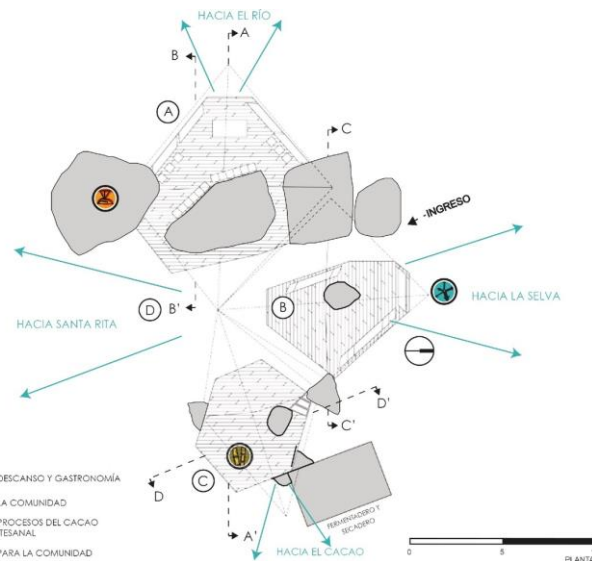 HACIA EL RÍO
A
B
A
C
-INGRESO
HACIA LA SELVA
B
D
B'
HACIA SANTA RITA
D'
C'
D
C
A'
FERMENTADERO Y
SECADERO
HACIA EL CACAO
DESCANSO Y GASTRONOMÍA
LA COMUNIDAD
PROCESOS DEL CACAO
TESANAL
PARA LA COMUNIDAD
0
5
PLANTA